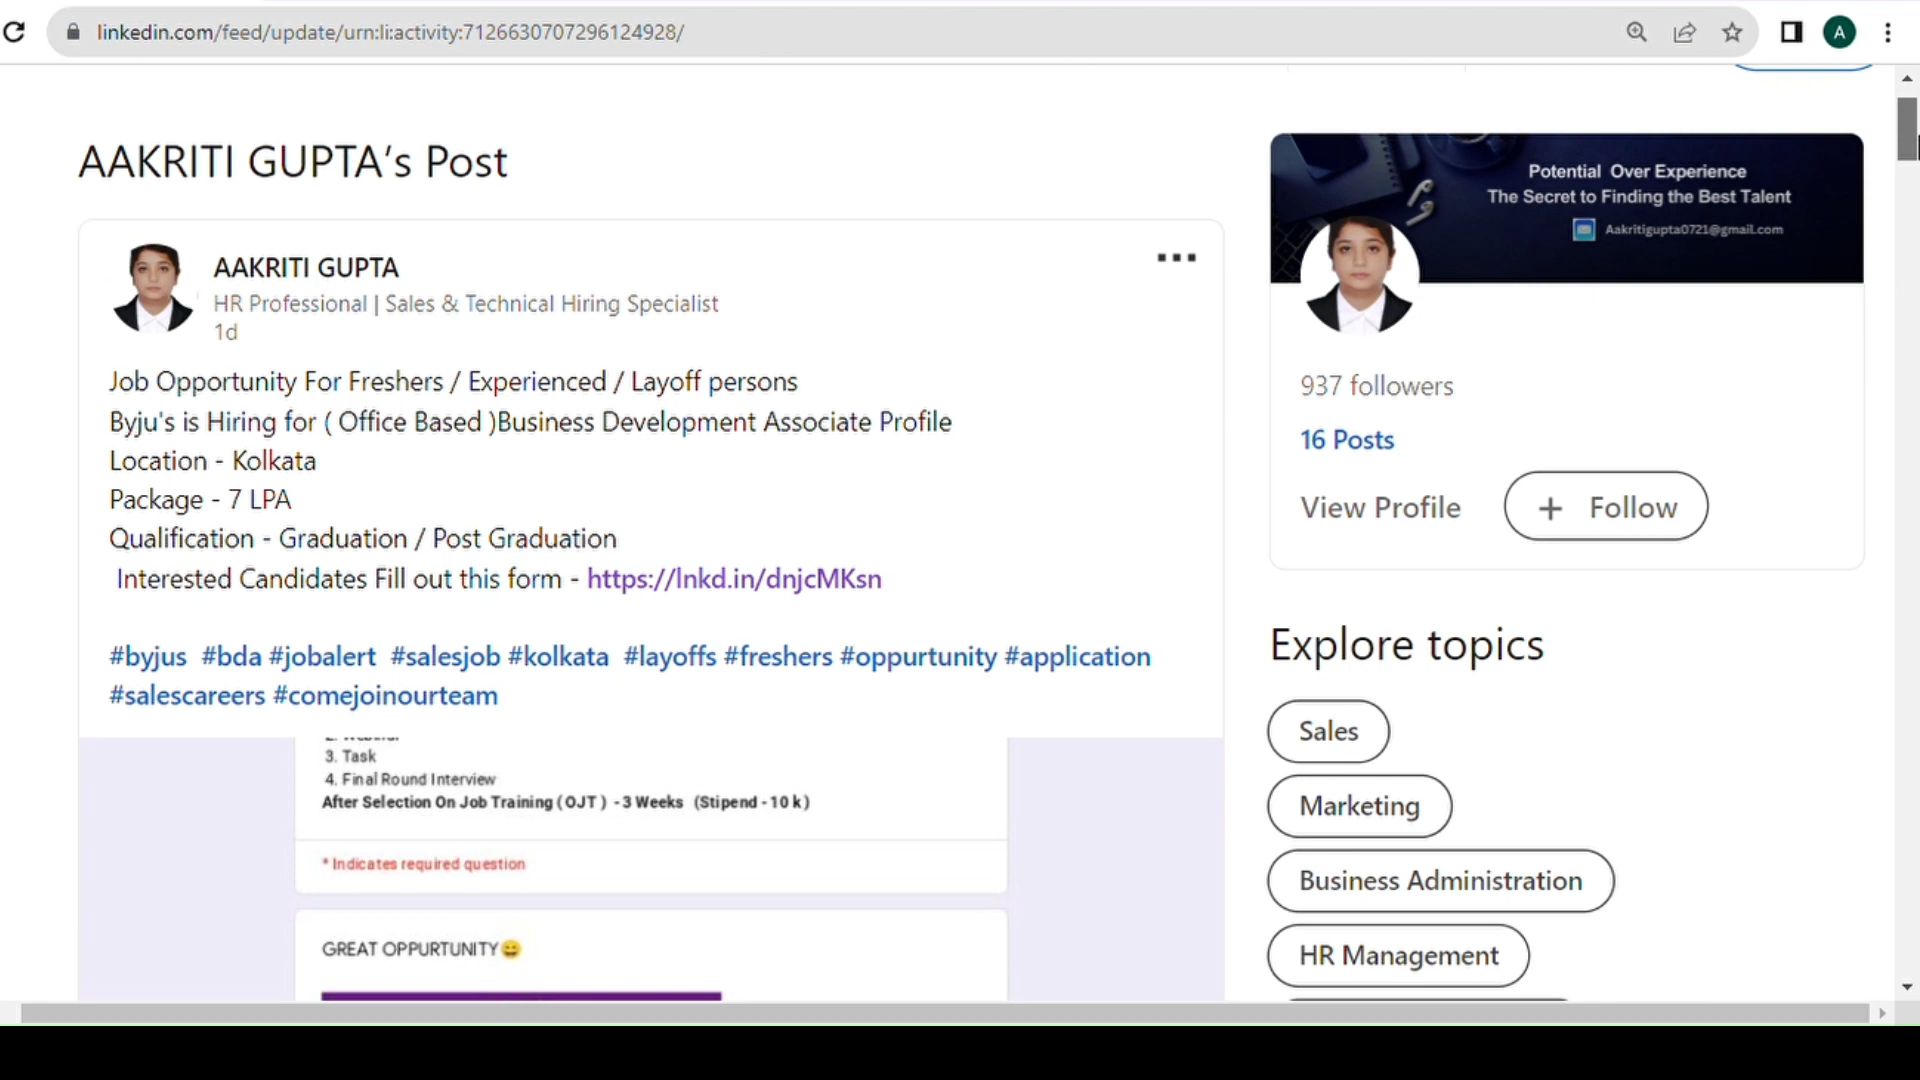 linkedin.com/feed/update/urn:li:activity:7126630707296124928/
A
AAKRITI GUPTA's Post
AAKRITI GUPTA
HR Professional | Sales & Technical Hiring Specialist
1d
Job Opportunity For Freshers / Experienced / Layoff persons
Byju's is Hiring for ( Office Based )Business Development Associate Profile
Location - Kolkata
Package - 7 LPA
Qualification - Graduation / Post Graduation
Interested Candidates Fill out this form - https://lnkd.in/dnjcMKsn
#byjus #bda #jobalert #salesjob #kolkata #layoffs #freshers #oppurtunity #application
#salescareers #comejoinourteam
2. Webinar
3. Task
4. Final Round Interview
After Selection On Job Training ( OJT ) - 3 Weeks (Stipend - 10 k )
* Indicates required question
GREAT OPPURTUNITY😄
Potential Over Experience
The Secret to Finding the Best Talent
Aakritigupta0721@gmail.com
937 followers
16 Posts
View Profile
+ Follow
Explore topics
Sales
Marketing
Business Administration
HR Management